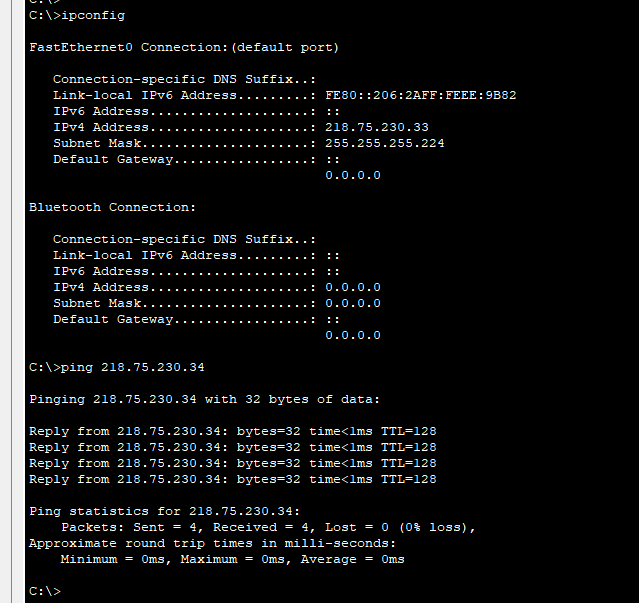 C:\>
C:\>ipconfig
FastEthernet0 Connection:(default port)
Connection-specific DNS Suffix..:
Link-local IPv6 Address.........: FE80::206:2AFF:FEEE:9B82
IPv6 Address....................: ::
IPv4 Address....................: 218.75.230.33
Subnet Mask.....................: 255.255.255.224
Default Gateway.................: ::
0.0.0.0
Bluetooth Connection:
Connection-specific DNS Suffix..:
Link-local IPv6 Address.........: ::
IPv6 Address....................: ::
IPv4 Address....................: 0.0.0.0
Subnet Mask.....................: 0.0.0.0
Default Gateway.................: ::
0.0.0.0
C:\>ping 218.75.230.34
Pinging 218.75.230.34 with 32 bytes of data:
Reply from 218.75.230.34: bytes=32 time<1ms TTL=128
Reply from 218.75.230.34: bytes=32 time<1ms TTL=128
Reply from 218.75.230.34: bytes=32 time<1ms TTL=128
Reply from 218.75.230.34: bytes=32 time<1ms TTL=128
Ping statistics for 218.75.230.34:
Packets: Sent = 4, Received = 4, Lost = 0 (0% loss),
Approximate round trip times in milli-seconds:
Minimum = 0ms, Maximum = 0ms, Average = 0ms
C:\>